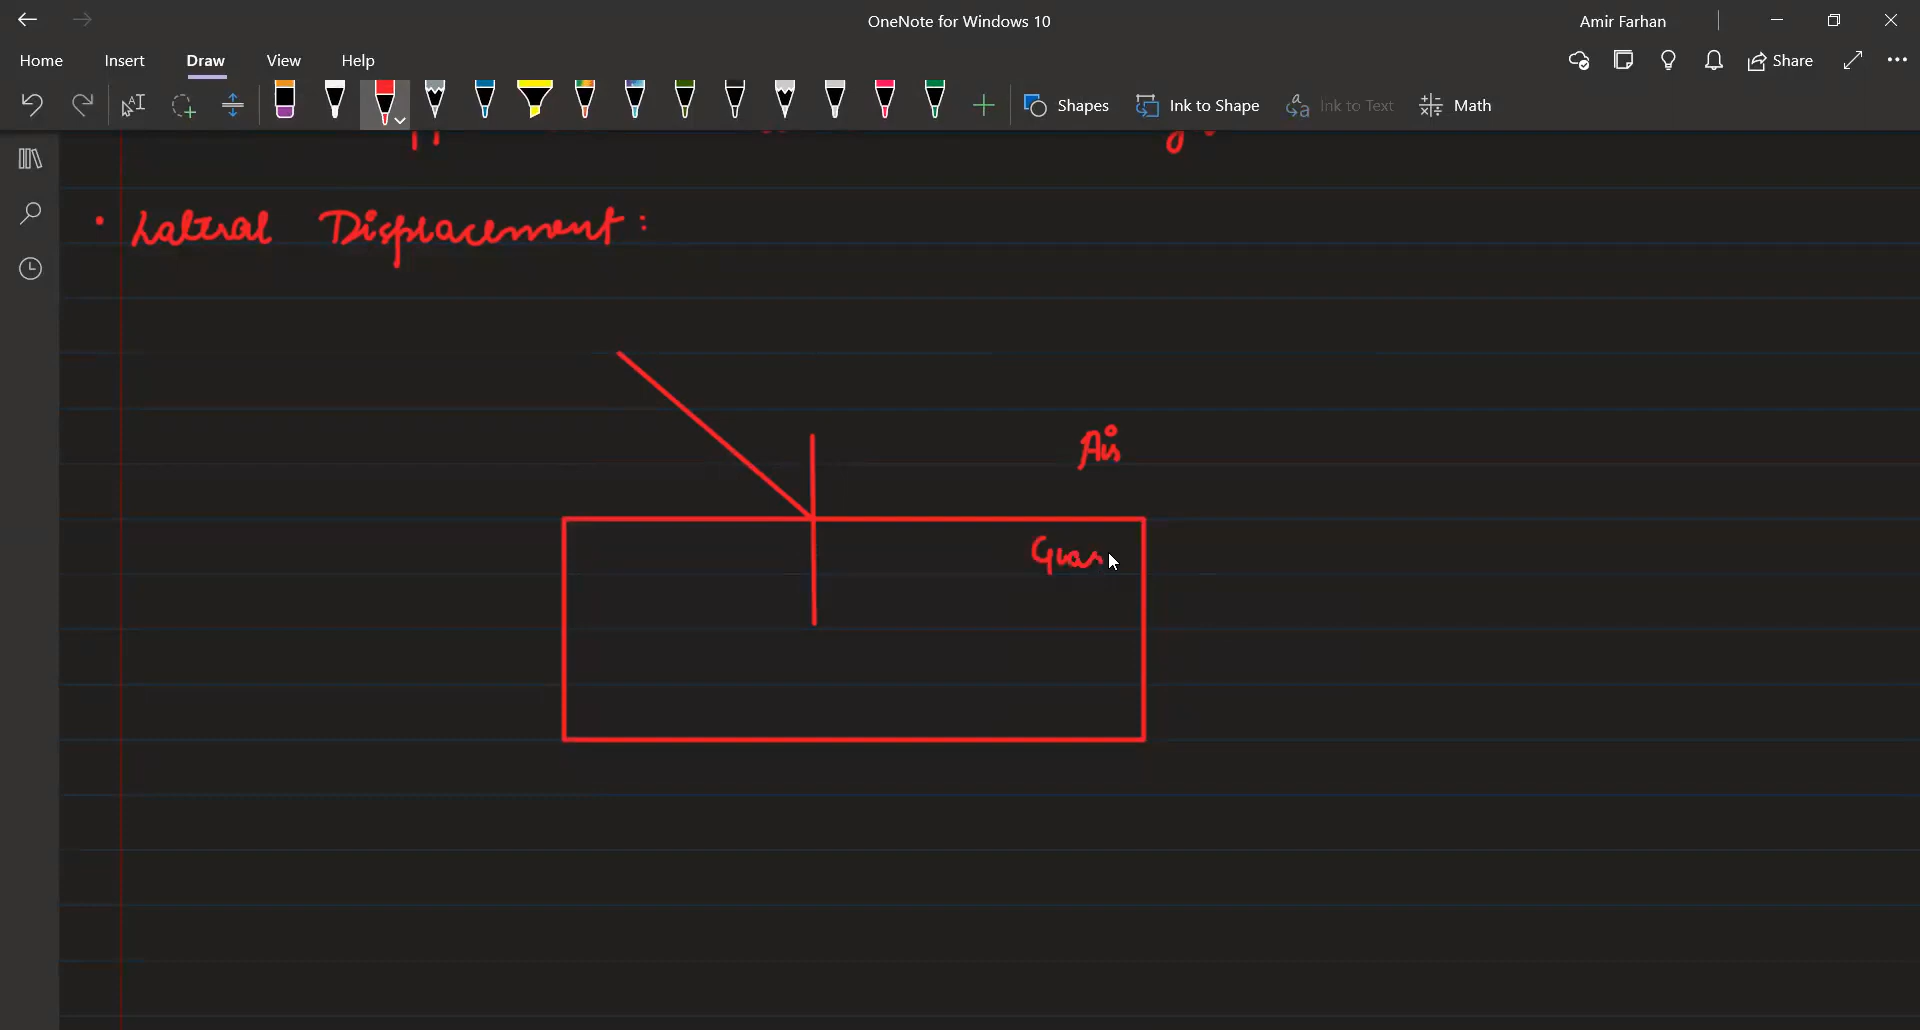 OneNote for Windows 10
Amir Farhan
Home Insert Draw View Help
Share
Shapes Ink to Shape Ink to Text Math
• Lateral Displacement:
Air